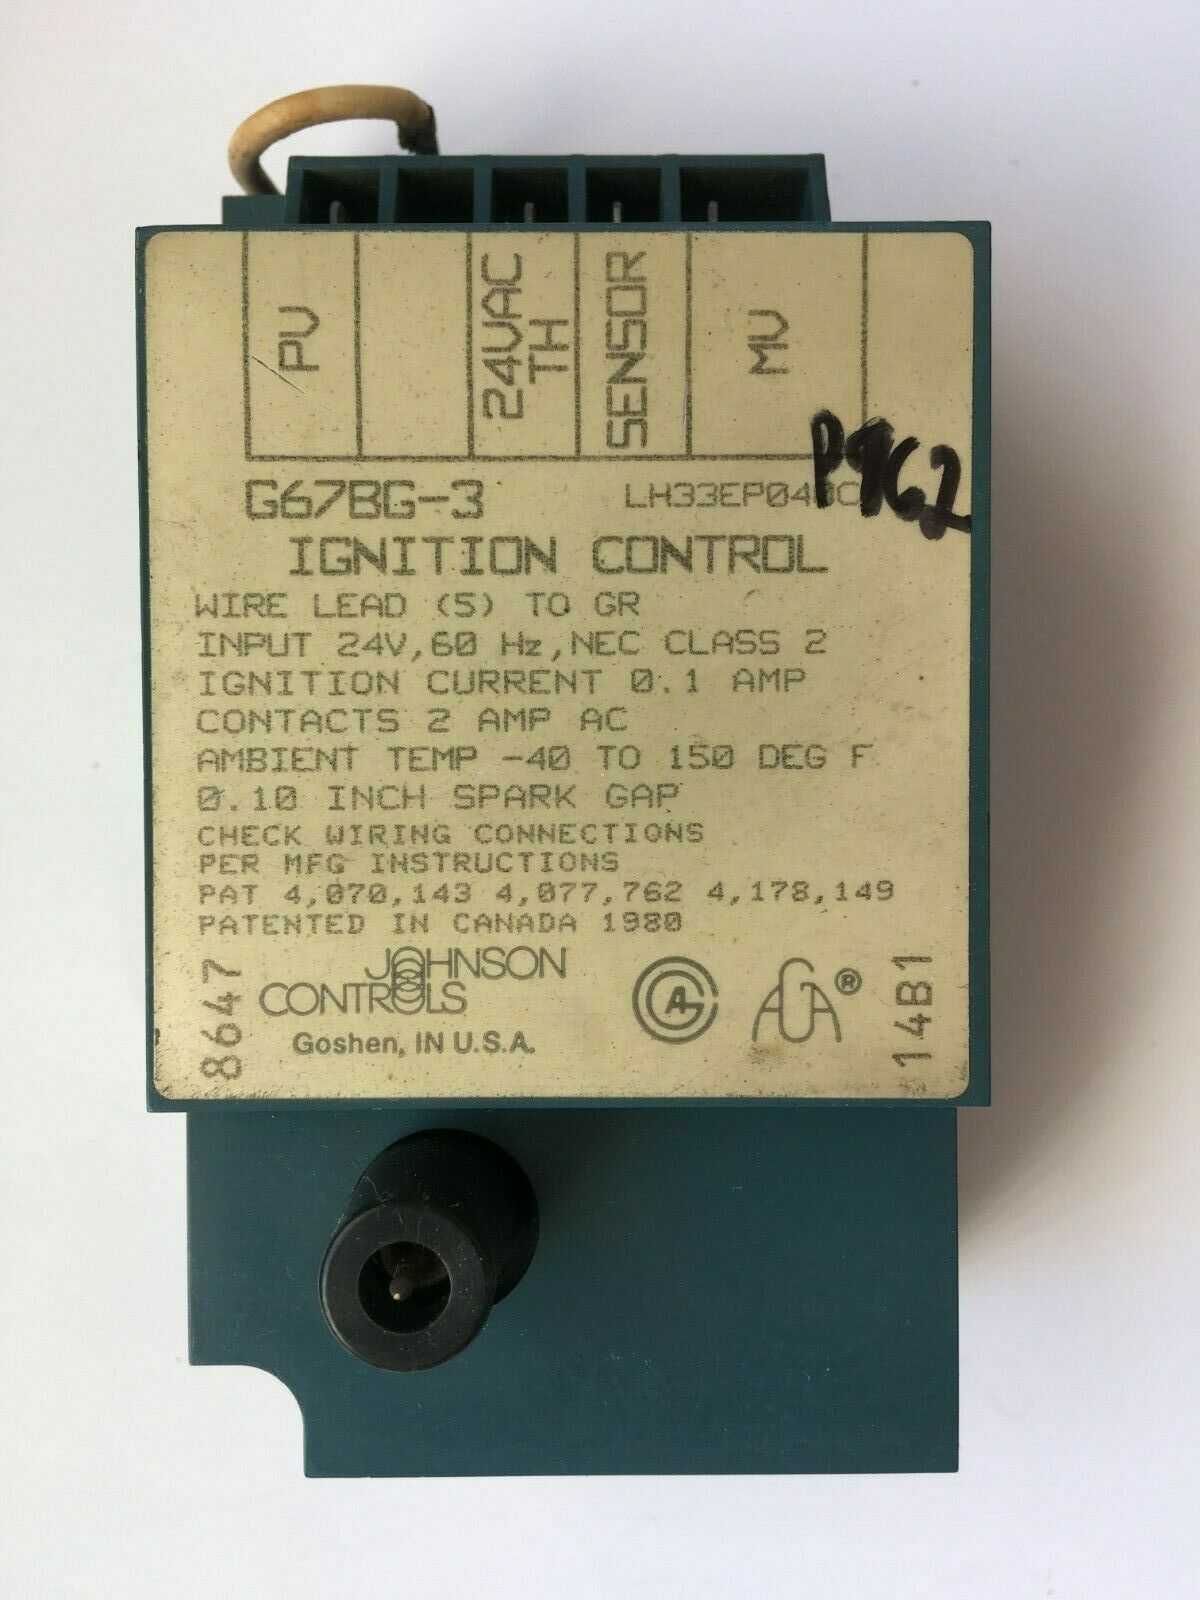 PV
24VAC
TH
SENSOR
MV
G67BG-3
IGNITION CONTROL
WIRE LEAD (5) TO GR
INPUT 24V,60 Hz,NEC CLASS 2
IGNITION CURRENT 0.1 AMP
CONTACTS 2 AMP AC
AMBIENT TEMP -40 TO 150 DEG F
0.10 INCH SPARK GAP
CHECK WIRING CONNECTIONS
PER MFG INSTRUCTIONS
PAT 4,070,143 4,077,762 4,178,149
PATENTED IN CANADA 1980
8647
JOHNSON
CONTROLS
Goshen, IN U.S.A.
AGA®
14B1